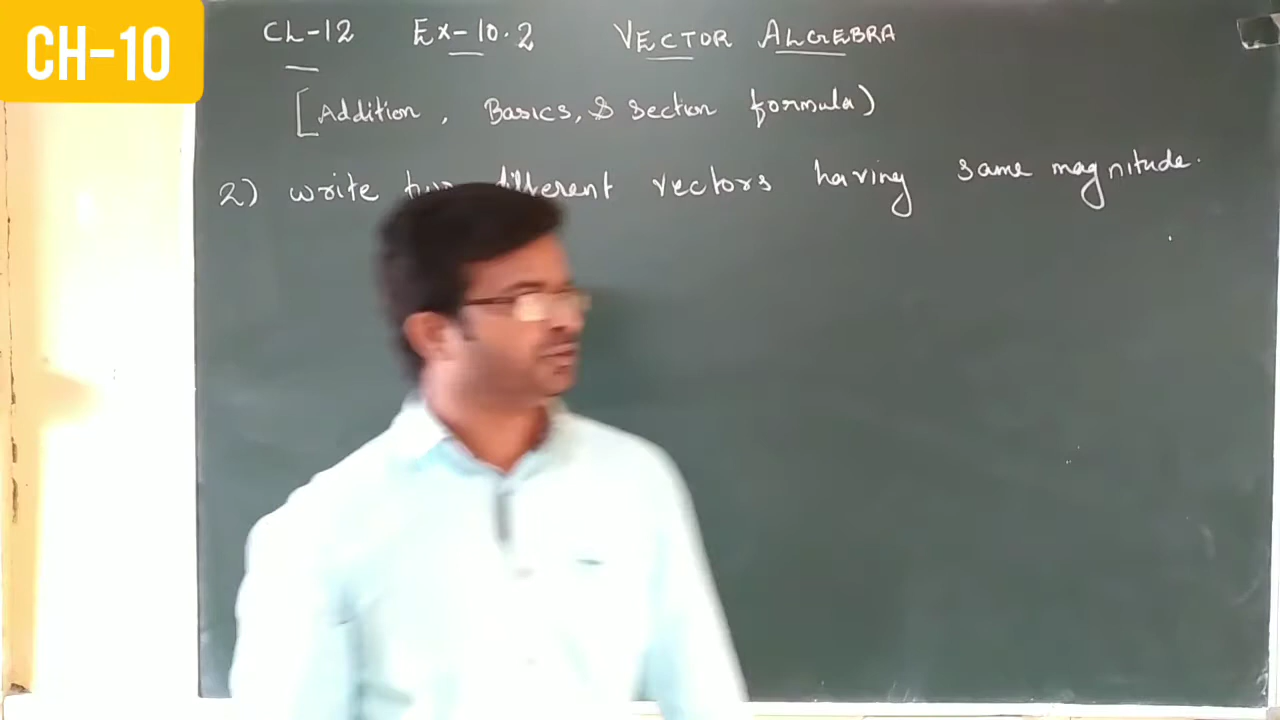 CH-10
CL-12 Ex-10.2 VECTOR ALGEBRA
[Addition, Basics, & section formula)
2) write two different vectors having same magnitude.